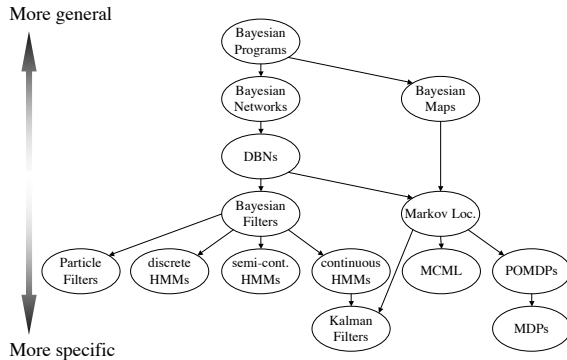 More general
Bayesian
Programs
Bayesian
Networks
Bayesian
Maps
DBNs
Bayesian
Filters
Markov Loc.
Particle
Filters
discrete
HMMs
semi-cont.
HMMs
continuous
HMMs
MCML
POMDPs
Kalman
Filters
MDPs
More specific